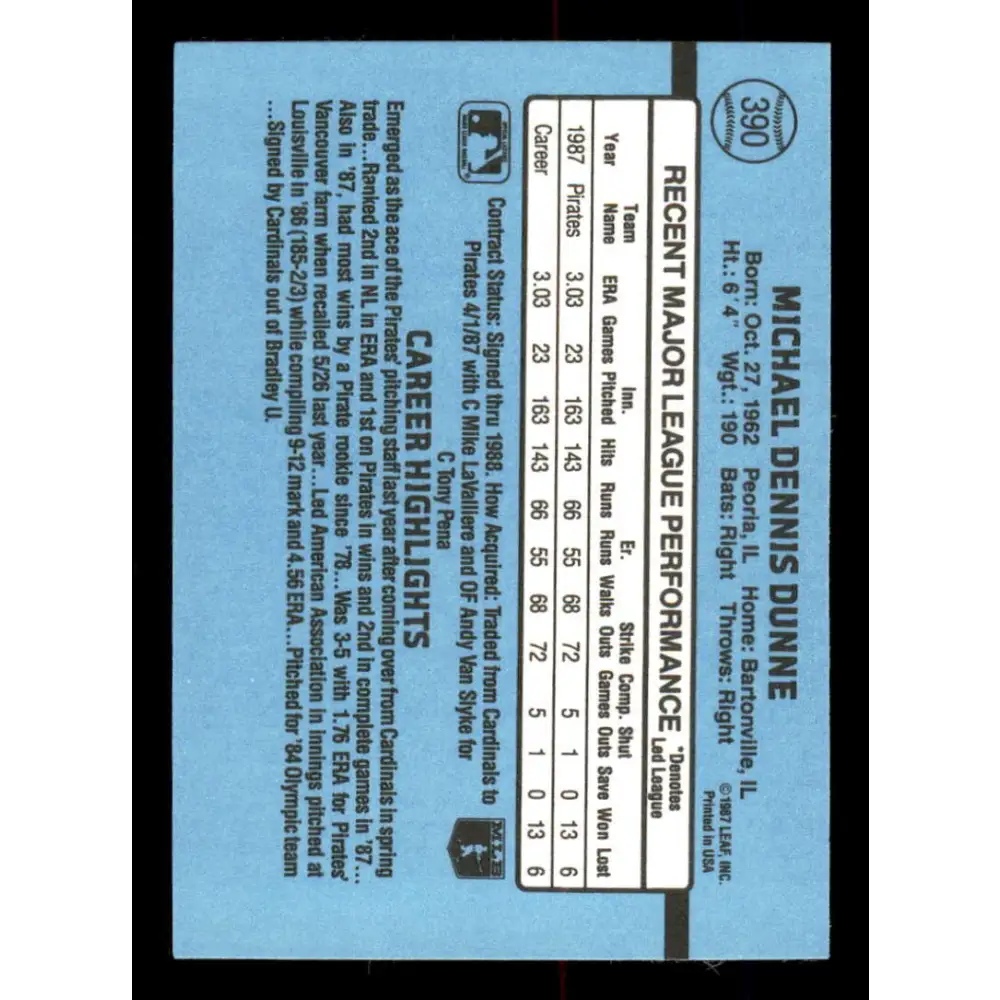 390
MICHAEL DENNIS DUNNE
Born: Oct. 27, 1962 Peoria, IL Home: Bartonville, IL
Ht.: 6'4" Wgt.: 190 Bats: Right Throws: Right
©1987 LEAF, INC.
Printed in USA
RECENT MAJOR LEAGUE PERFORMANCE
*Denotes
Led League
Team Inn. Er. Strike Comp. Shut
Year Name ERA Games Pitched Hits Runs Runs Walks Outs Games Outs Save Won Lost
1987 Pirates 3.03 23 163 143 66 55 68 72 5 1 0 13 6
Career 3.03 23 163 143 66 55 68 72 5 1 0 13 6
Contract Status: Signed thru 1988. How Acquired: Traded from Cardinals to
Pirates 4/1/87 with C Mike LaValliere and OF Andy Van Slyke for
C Tony Pena
MLB
CAREER HIGHLIGHTS
Emerged as the ace of the Pirates' pitching staff last year after coming over from Cardinals in spring
trade...Ranked 2nd in NL in ERA and 1st on Pirates in wins and 2nd in complete games in '87...
Also in '87, had most wins by a Pirate rookie since '78...Was 3-5 with 1.76 ERA for Pirates'
Vancouver farm when recalled 5/26 last year...Led American Association in innings pitched at
Louisville in '86 (185-2/3) while compiling 9-12 mark and 4.56 ERA...Pitched for '84 Olympic team
...Signed by Cardinals out of Bradley U.